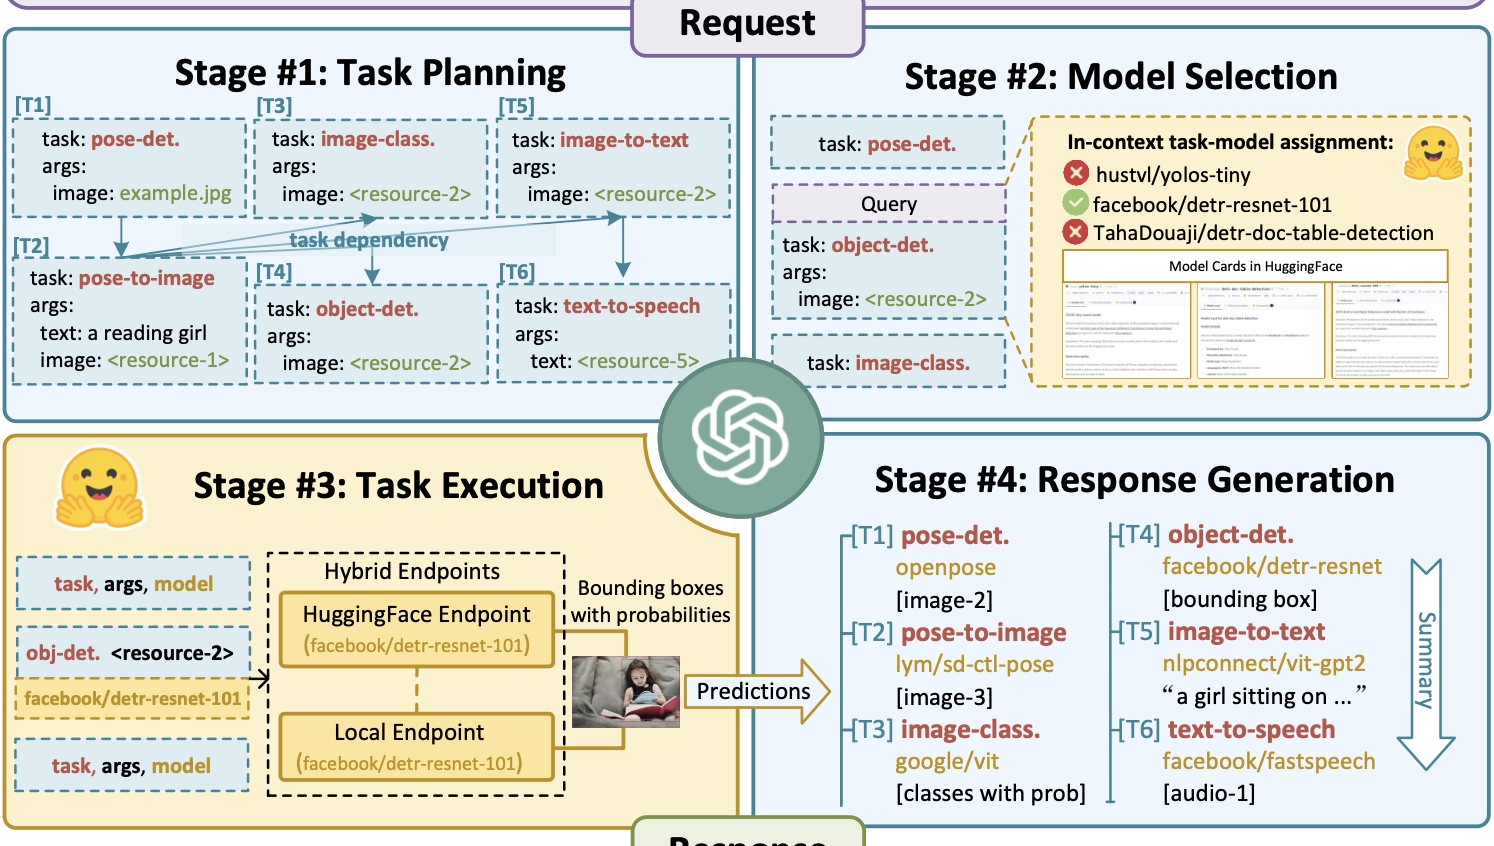 Request
Stage #1: Task Planning
[T1]
task: pose-det.
args:
image: example.jpg
[T3]
task: image-class.
args:
image: <resource-2>
[T5]
task: image-to-text
args:
image: <resource-2>
task dependency
[T2]
task: pose-to-image
args:
text: a reading girl
image: <resource-1>
[T4]
task: object-det.
args:
image: <resource-2>
[T6]
task: text-to-speech
args:
text: <resource-5>
Stage #2: Model Selection
task: pose-det.
Query
task: object-det.
args:
image: <resource-2>
task: image-class.
In-context task-model assignment:
hustvl/yolos-tiny
facebook/detr-resnet-101
TahaDouaji/detr-doc-table-detection
Model Cards in HuggingFace
Stage #3: Task Execution
task, args, model
obj-det. <resource-2>
facebook/detr-resnet-101
task, args, model
Hybrid Endpoints
HuggingFace Endpoint
(facebook/detr-resnet-101)
Local Endpoint
(facebook/detr-resnet-101)
Bounding boxes
with probabilities
Predictions
Stage #4: Response Generation
[T1] pose-det.
openpose
[image-2]
[T2] pose-to-image
lym/sd-ctl-pose
[image-3]
[T3] image-class.
google/vit
[classes with prob]
[T4] object-det.
facebook/detr-resnet
[bounding box]
[T5] image-to-text
nlpconnect/vit-gpt2
“a girl sitting on ...”
[T6] text-to-speech
facebook/fastspeech
[audio-1]
Summary
Response